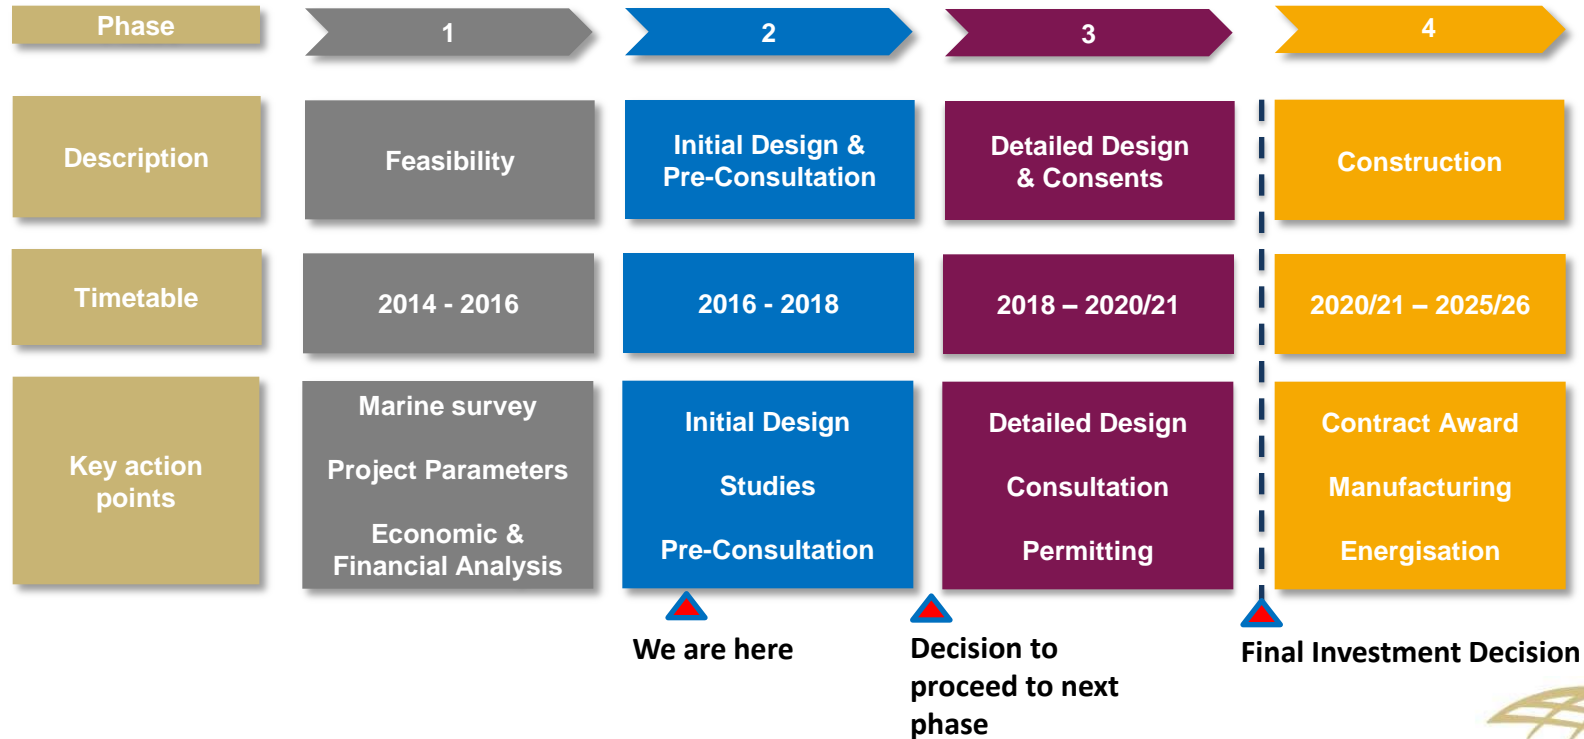 Phase
1
2
3
4
Description
Feasibility
Initial Design &
Pre-Consultation
Detailed Design
& Consents
Construction
Timetable
2014 - 2016
2016 - 2018
2018 – 2020/21
2020/21 – 2025/26
Key action
points
Marine survey
Project Parameters
Economic &
Financial Analysis
Initial Design
Studies
Pre-Consultation
Detailed Design
Consultation
Permitting
Contract Award
Manufacturing
Energisation
We are here
Decision to
proceed to next
phase
Final Investment Decision